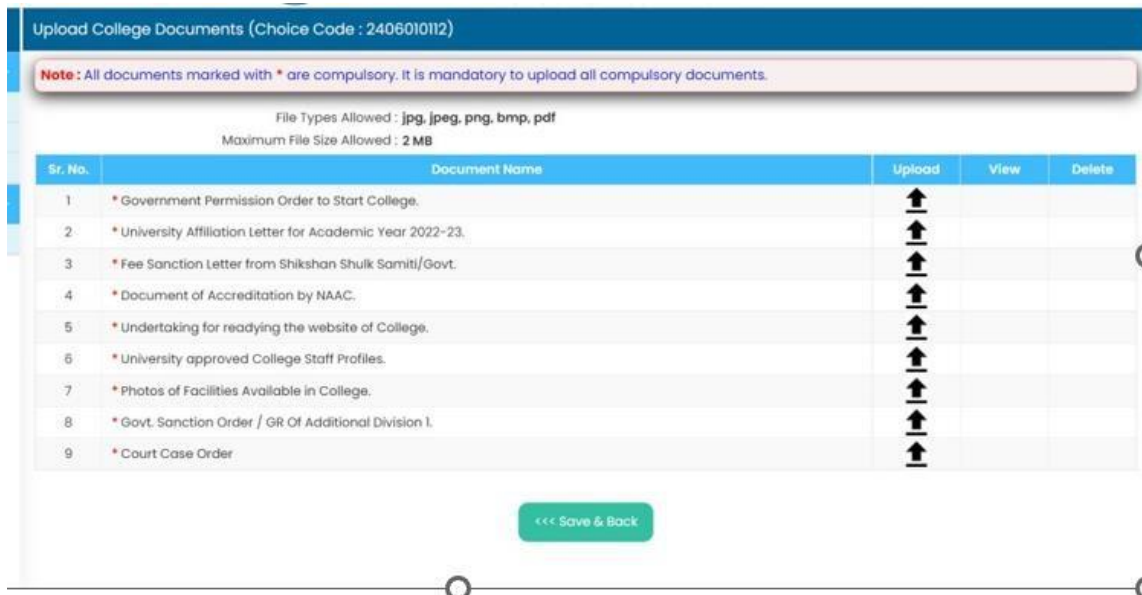 Upload College Documents (Choice Code : 2406010112)
Note : All documents marked with * are compulsory. It is mandatory to upload all compulsory documents.
File Types Allowed : jpg, jpeg, png, bmp, pdf
Maximum File Size Allowed : 2 MB
Sr. No. Document Name Upload View Delete
1 * Government Permission Order to Start College.
2 * University Affiliation Letter for Academic Year 2022-23.
3 * Fee Sanction Letter from Shikshan Shulk Samiti/Govt.
4 * Document of Accreditation by NAAC.
5 * Undertaking for readying the website of College.
6 * University approved College Staff Profiles.
7 * Photos of Facilities Available in College.
8 * Govt. Sanction Order / GR Of Additional Division 1.
9 * Court Case Order
<<< Save & Back